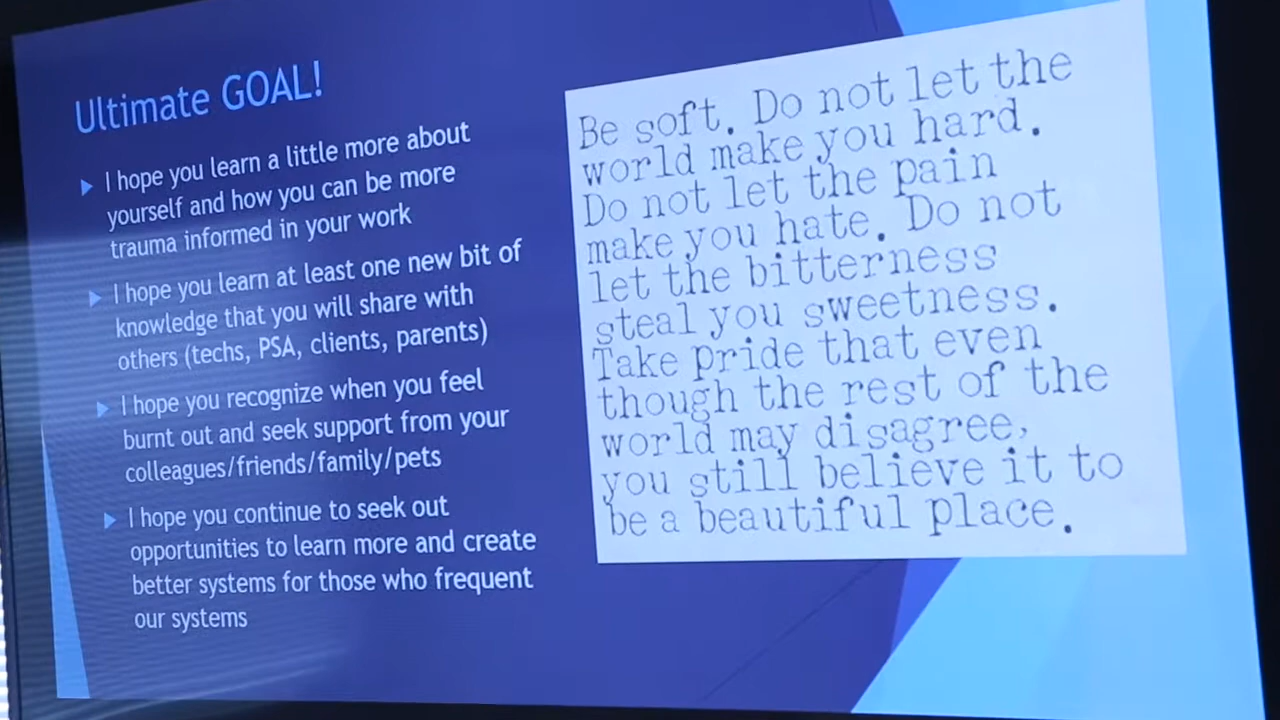 Ultimate GOAL!
I hope you learn a little more about
yourself and how you can be more
trauma informed in your work
I hope you learn at least one new bit of
knowledge that you will share with
others (techs, PSA, clients, parents)
I hope you recognize when you feel
burnt out and seek support from your
colleagues/friends/family/pets
I hope you continue to seek out
opportunities to learn more and create
better systems for those who frequent
our systems
Be soft. Do not let the
world make you hard.
Do not let the pain
make you hate. Do not
let the bitterness
steal you sweetness.
Take pride that even
though the rest of the
world may disagree,
you still believe it to
be a beautiful place.